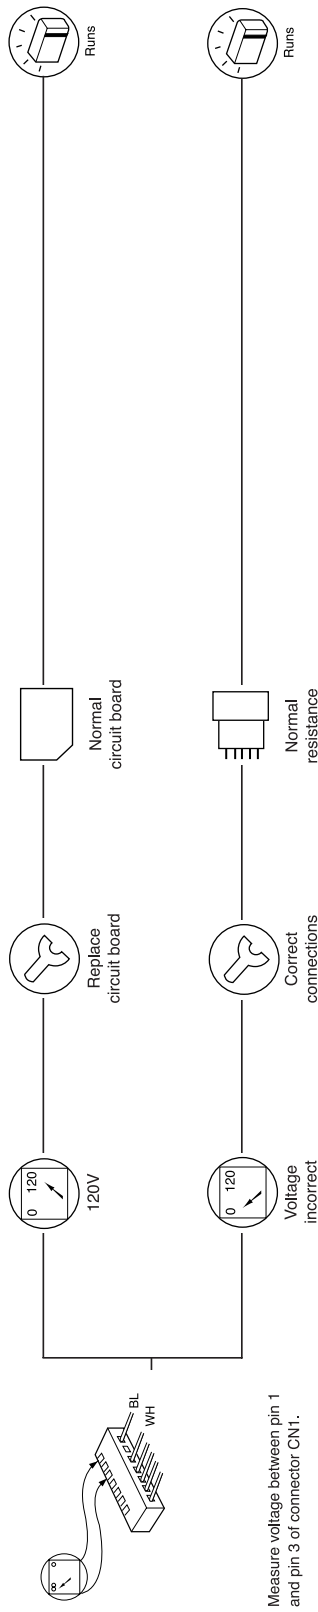 BL
WH
Measure voltage between pin 1
and pin 3 of connector CN1.
0 120
120V
Replace
circuit board
Normal
circuit board
Runs
0 120
Voltage
incorrect
Correct
connections
Normal
resistance
Runs